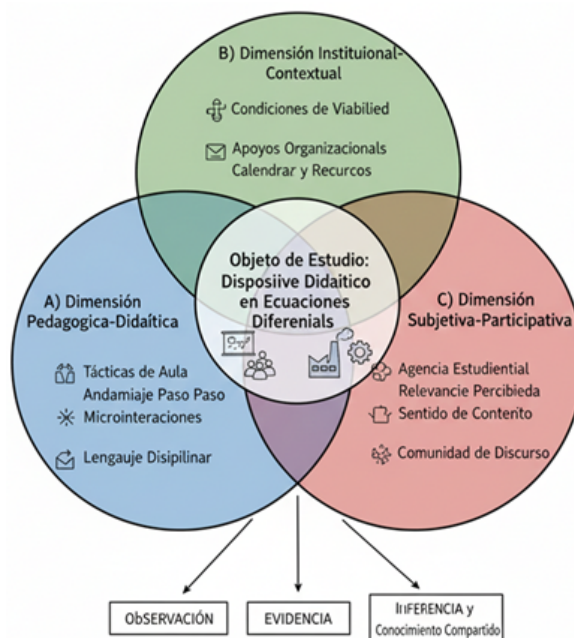 B) Dimensión Instituional-
Contextual
Condiciones de Viabilied
Apoyos Organizacionals
Calendrar y Recurcos
Objeto de Estudio:
Disposiive Didaitico
en Ecuaciones
Diferenials
A) Dimensión
Pedagogica-Didaítica
Tácticas de Aula
Andamiaje Paso Paso
Microinteraciones
Lengauje Disipilinar
C) Dimensión
Subjetiva-Participativa
Agencia Estudiential
Relevancie Percibieda
Sentido de Contenito
Comunidad de Discurso
ObSERVACIÓN
EVIDENCIA
INFERENCIA y
Conocimiento Compartido